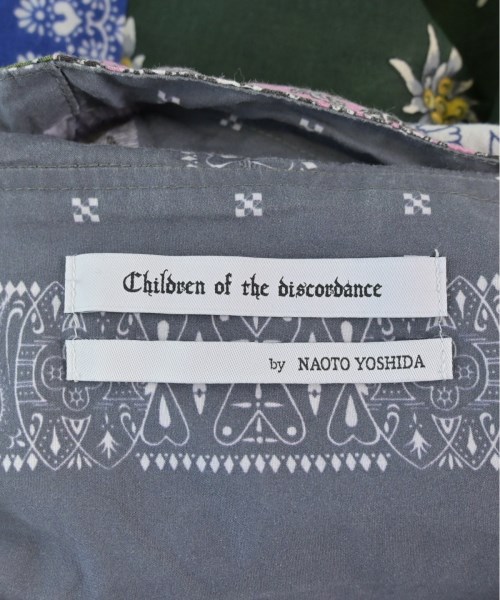 Children of the discordance
by NAOTO YOSHIDA